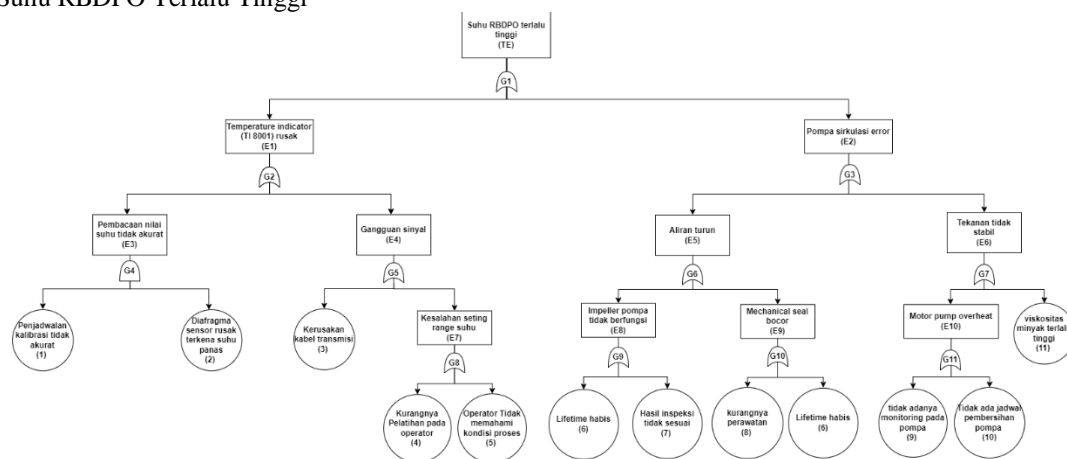 Suhu RBDPO Terlalu Tinggi
Suhu RBDPO terlalu
tinggi
(TE)
G1
Temperature indicator
(TI 8001) rusak
(E1)
Pompa sirkulasi error
(E2)
G2
G3
Pembacaan nilai
suhu tidak akurat
(E3)
Gangguan sinyal
(E4)
Aliran turun
(E5)
Tekanan tidak
stabil
(E6)
G4
G5
G6
G7
Penjadwalan
kalibrasi tidak
akurat
(1)
Diafragma
sensor rusak
terkena suhu
panas
(2)
Kerusakan
kabel transmisi
(3)
Kesalahan seting
range suhu
(E7)
Impeller pompa
tidak berfungsi
(E8)
Mechanical seal
bocor
(E9)
Motor pump overheat
(E10)
viskositas
minyak terlalu
tinggi
(11)
G8
G9
G10
G11
Kurangnya
Pelatihan pada
operator
(4)
Operator Tidak
memahami
kondisi proses
(5)
Lifetime habis
(6)
Hasil inspeksi
tidak sesuai
(7)
kurangnya
perawatan
(8)
Lifetime habis
(6)
tidak adanya
monitoring pada
pompa
(9)
Tidak ada jadwal
pembersihan
pompa
(10)